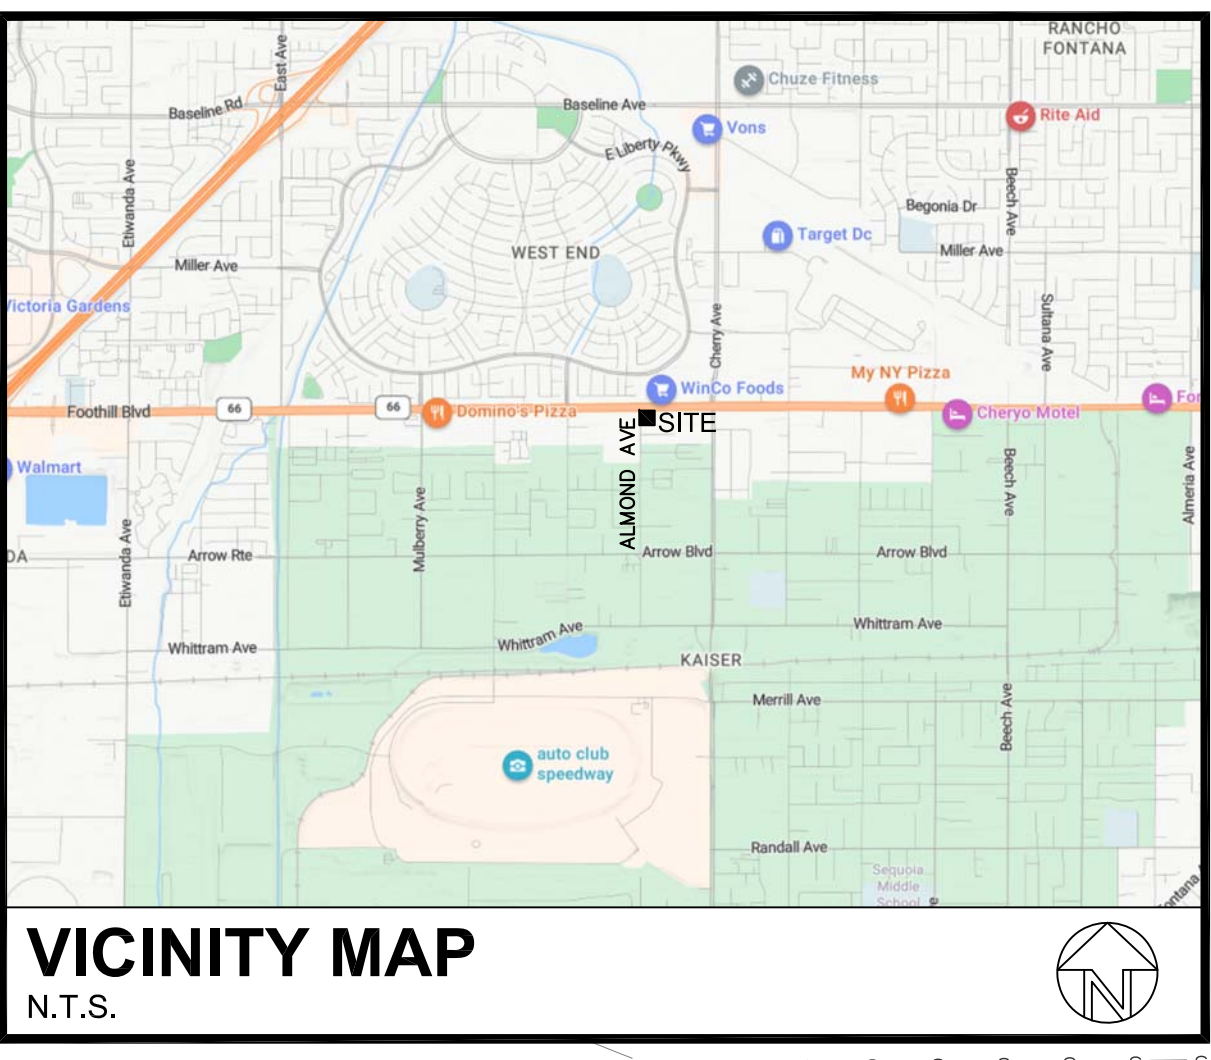 RANCHO
FONTANA
East Ave
Chuze Fitness
Baseline Rd
Baseline Ave
Rite Aid
Vons
E Liberty Pkwy
Etiwanda Ave
Beech Ave
Begonia Dr
Target Dc
WEST END
Miller Ave
Miller Ave
Victoria Gardens
Cherry Ave
Sultana Ave
My NY Pizza
WinCo Foods
Foothill Blvd
66
66
Domino's Pizza
SITE
Cheryo Motel
For
ALMOND AVE
Walmart
Mulberry Ave
Beech Ave
Almeria Ave
Etiwanda Ave
DA
Arrow Rte
Arrow Blvd
Arrow Blvd
Whittram Ave
Whittram Ave
Whittram Ave
KAISER
Merrill Ave
Beech Ave
auto club
speedway
Randall Ave
Sequoia
Middle
School
e
ontana
VICINITY MAP
N.T.S.
N